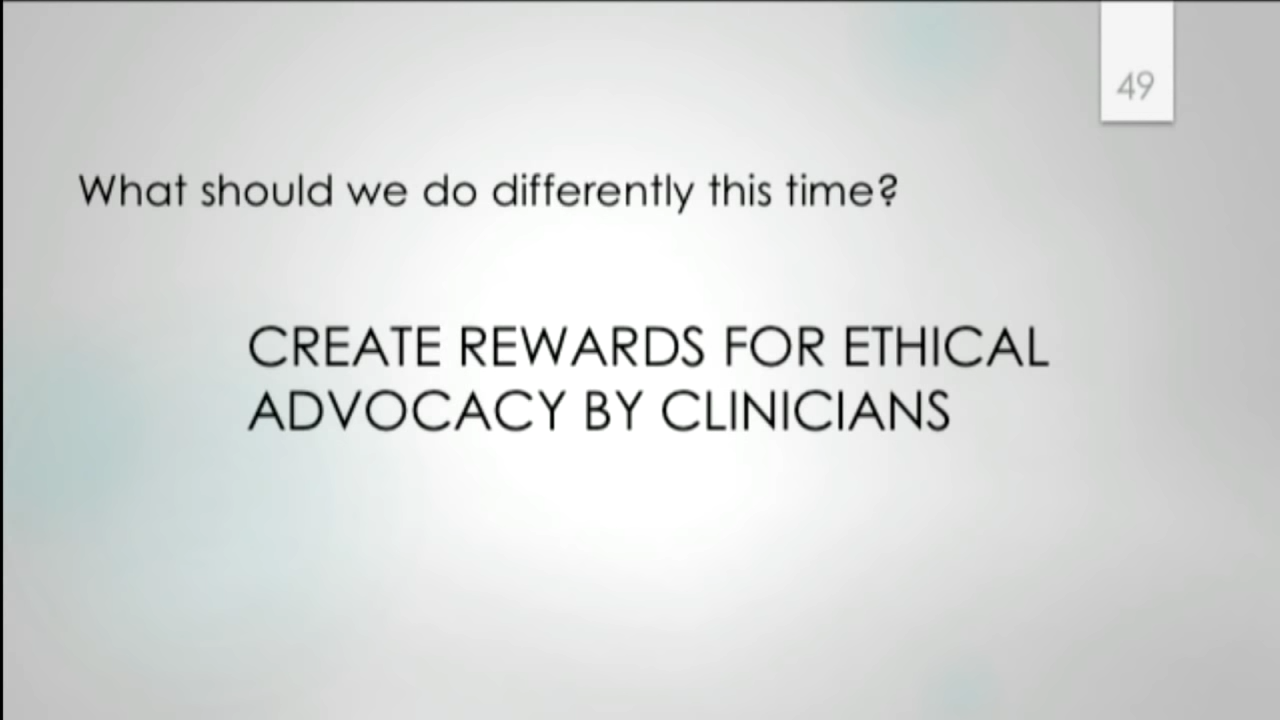 49
What should we do differently this time?
CREATE REWARDS FOR ETHICAL
ADVOCACY BY CLINICIANS